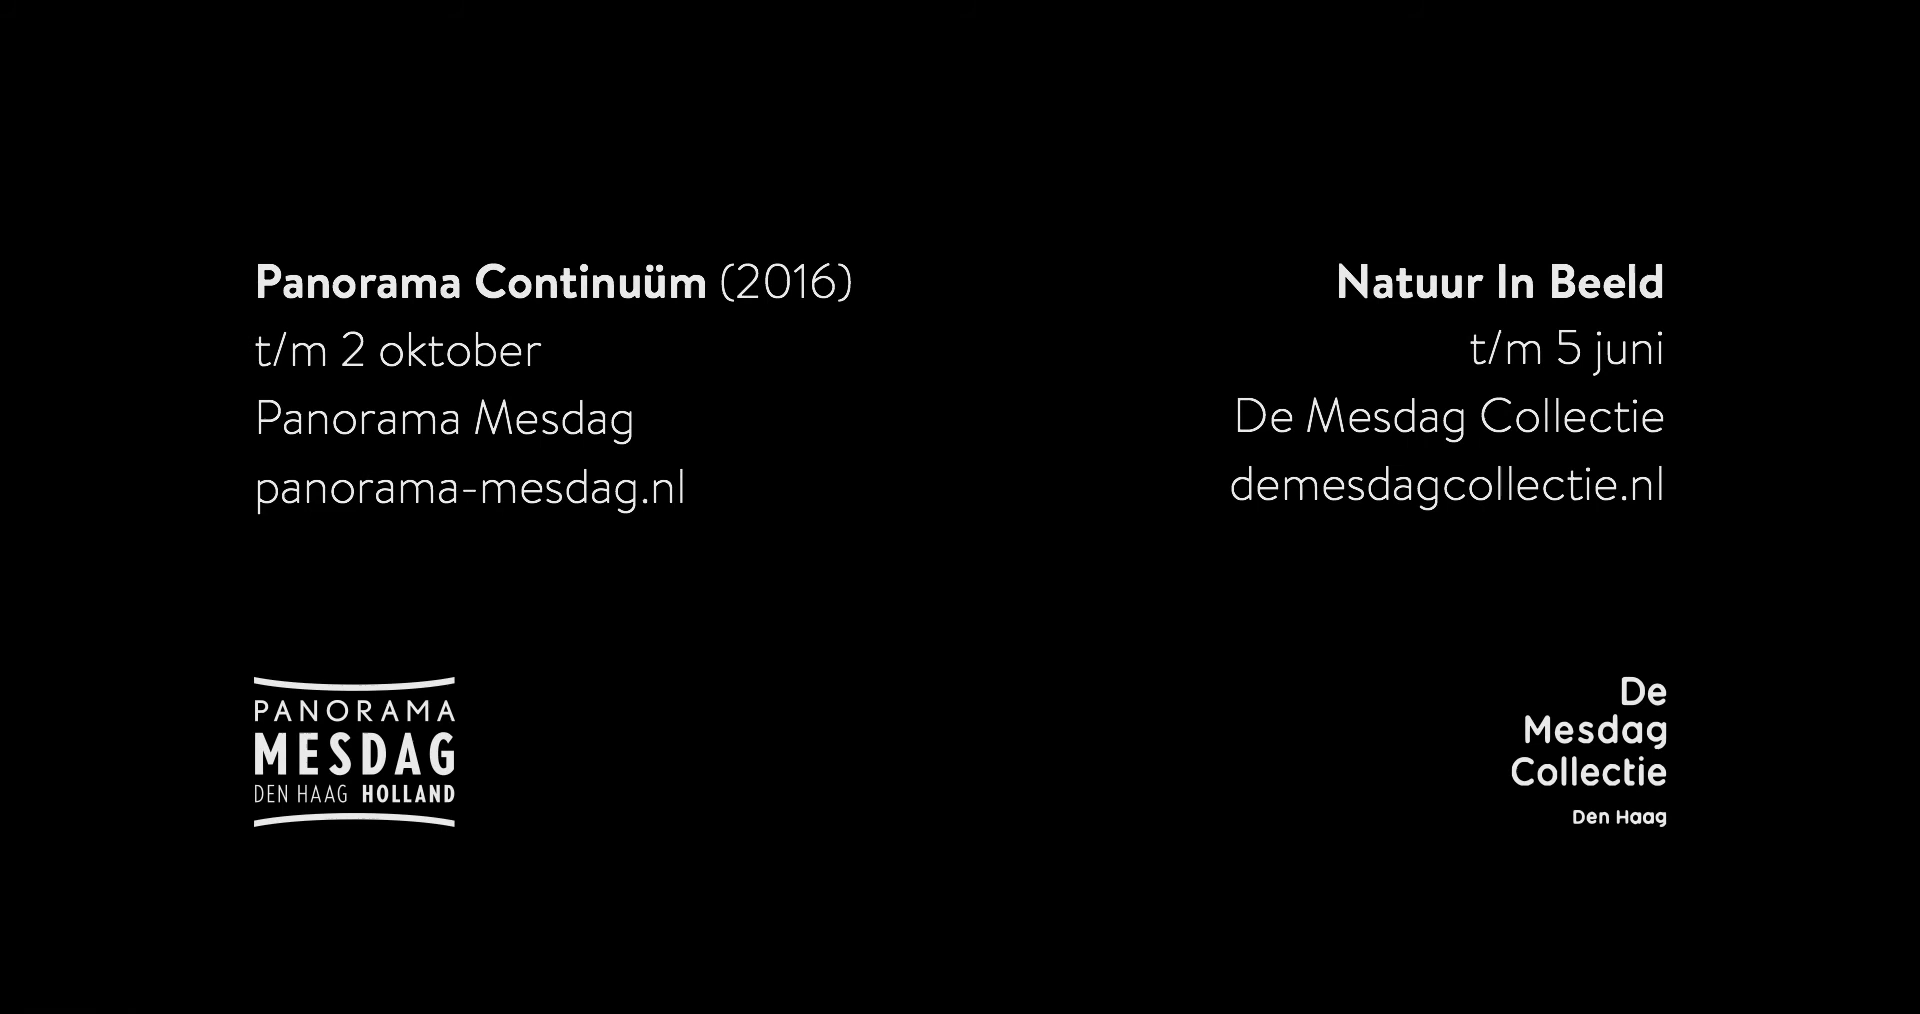 Panorama Continuüm (2016)
t/m 2 oktober
Panorama Mesdag
panorama-mesdag.nl
Natuur In Beeld
t/m 5 juni
De Mesdag Collectie
demesdagcollectie.nl
PANORAMA
MESDAG
DEN HAAG HOLLAND
De
Mesdag
Collectie
Den Haag